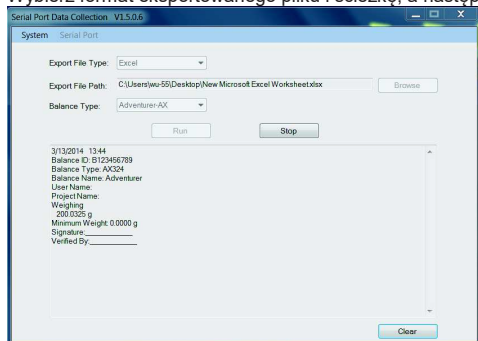 Wybierz format eksportowanego pliku i ścieżkę, a następ
Serial Port Data Collection V1.5.0.6
System Serial Port
Export File Type: Excel
Export File Path: C:\Users\wu-55\Desktop\New Microsoft Excel Worksheet.xlsx Browse
Balance Type: Adventurer-AX
Run Stop
3/13/2014 13:44
Balance ID: B123456789
Balance Type: AX324
Balance Name: Adventurer
User Name:
Project Name:
Weighing
200.0325 g
Minimum Weight: 0.0000 g
Signature:___________
Verified By:___________
Clear